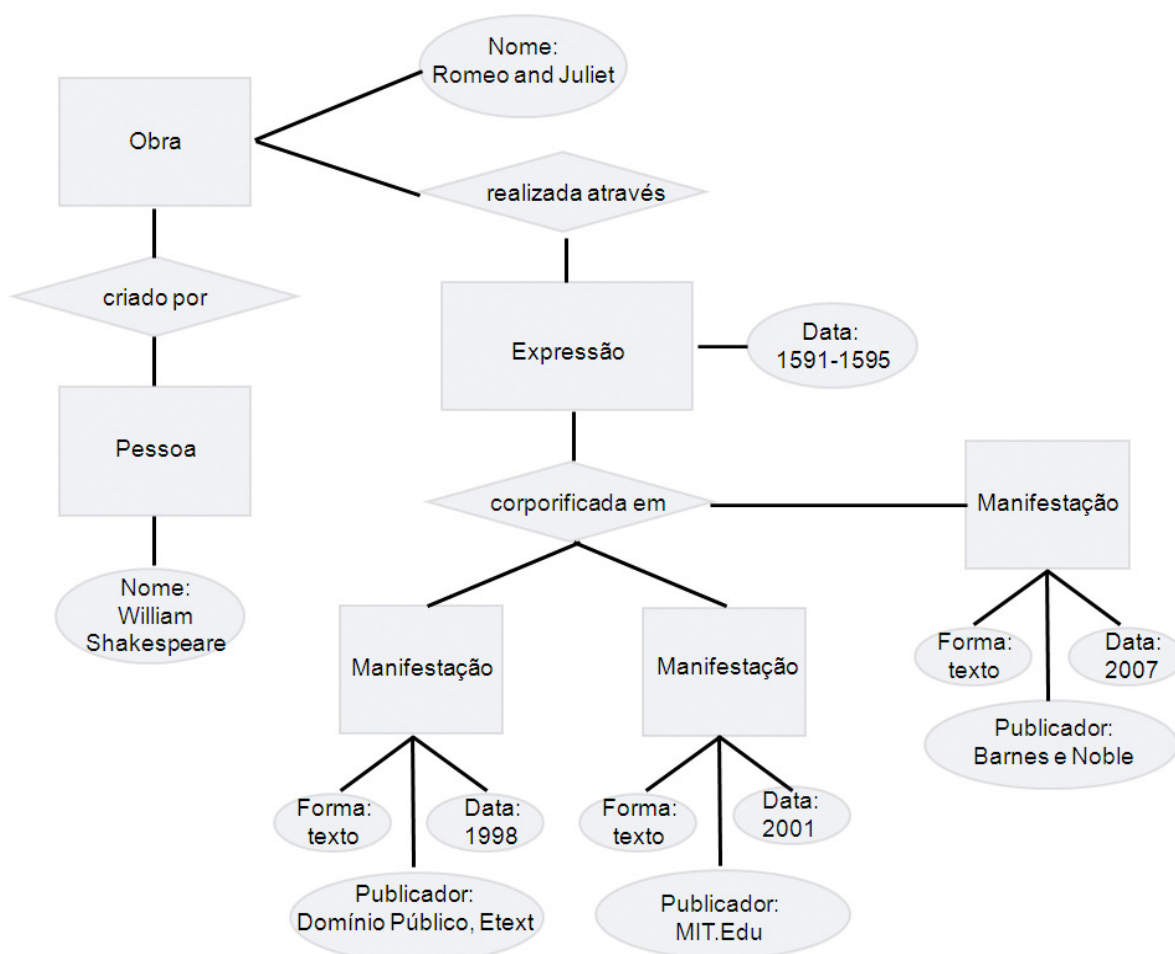 Nome:
Romeo and Juliet
Obra
realizada através
criado por
Expressão
Data:
1591-1595
Pessoa
corporificada em
Manifestação
Nome:
William
Shakespeare
Manifestação
Manifestação
Forma:
texto
Data:
2007
Publicador:
Barnes e Noble
Forma:
texto
Data:
1998
Forma:
texto
Data:
2001
Publicador:
Domínio Público, Etext
Publicador:
MIT.Edu